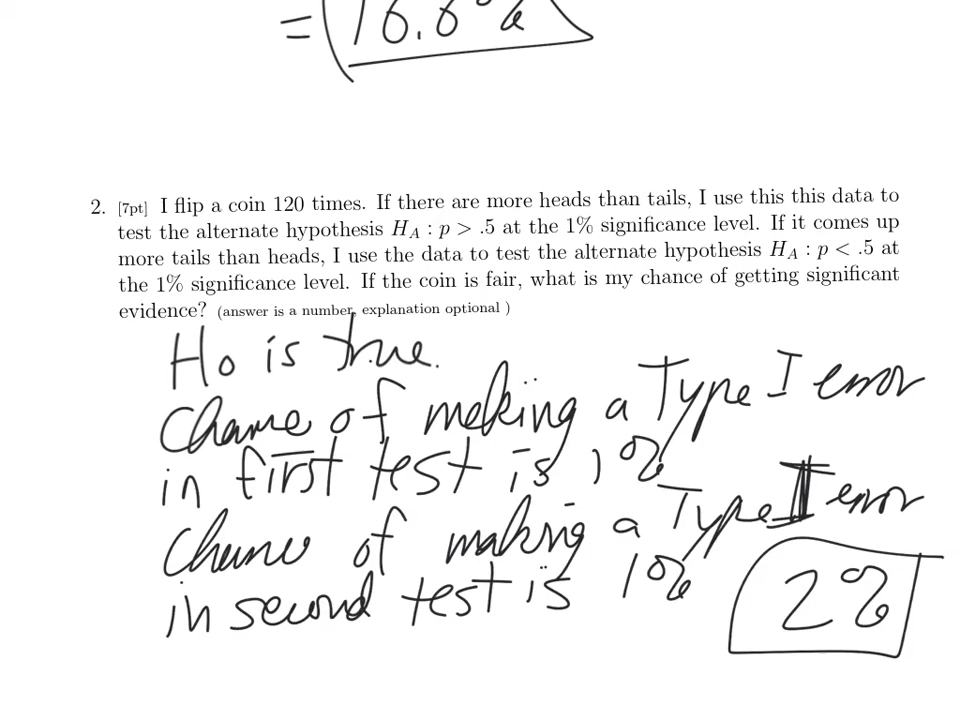 = 16.6%
2. [7pt] I flip a coin 120 times. If there are more heads than tails, I use this this data to
test the alternate hypothesis H_A : p > .5 at the 1% significance level. If it comes up
more tails than heads, I use the data to test the alternate hypothesis H_A : p < .5 at
the 1% significance level. If the coin is fair, what is my chance of getting significant
evidence? (answer is a number, explanation optional )
Ho is true.
Chance of making a Type I error
in first test is 1%
Chance of making a Type I error
in second test is 1%
2%